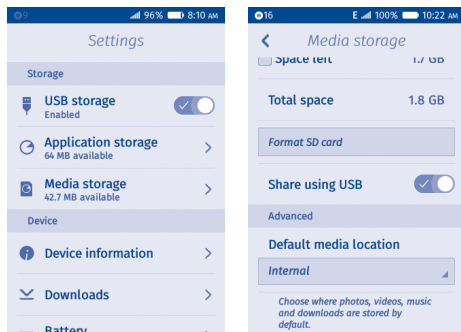 9 96% 8:10 AM
Settings
Storage
USB storage
Enabled
Application storage
64 MB available
Media storage
42.7 MB available
Device
Device information
Downloads
Battery
16 E 100% 10:22 AM
Media storage
Space left 1.7 GB
Total space 1.8 GB
Format SD card
Share using USB
Advanced
Default media location
Internal
Choose where photos, videos, music
and downloads are stored by
default.